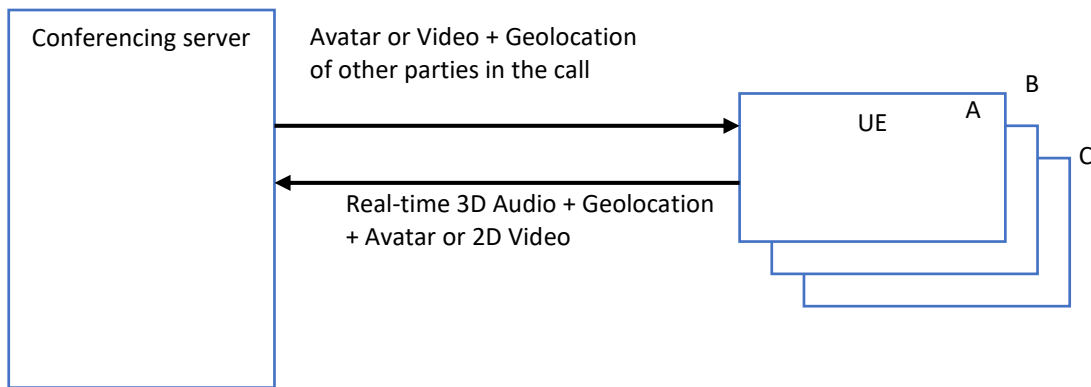 Conferencing server
Avatar or Video + Geolocation
of other parties in the call
B
A
UE
C
Real-time 3D Audio + Geolocation
+ Avatar or 2D Video